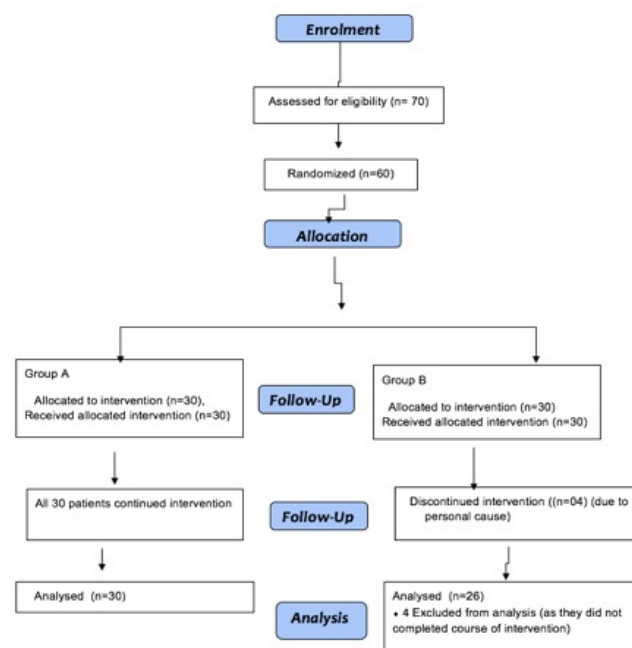 Enrolment
Assessed for eligibility (n= 70)
Randomized (n=60)
Allocation
Group A
Allocated to intervention (n=30),
Received allocated intervention (n=30)
Follow-Up
Group B
Allocated to intervention (n=30)
Received allocated intervention (n=30)
All 30 patients continued intervention
Follow-Up
Discontinued intervention ((n=04) (due to
personal cause)
Analysed (n=30)
Analysis
Analysed (n=26)
• 4 Excluded from analysis (as they did not
completed course of intervention)